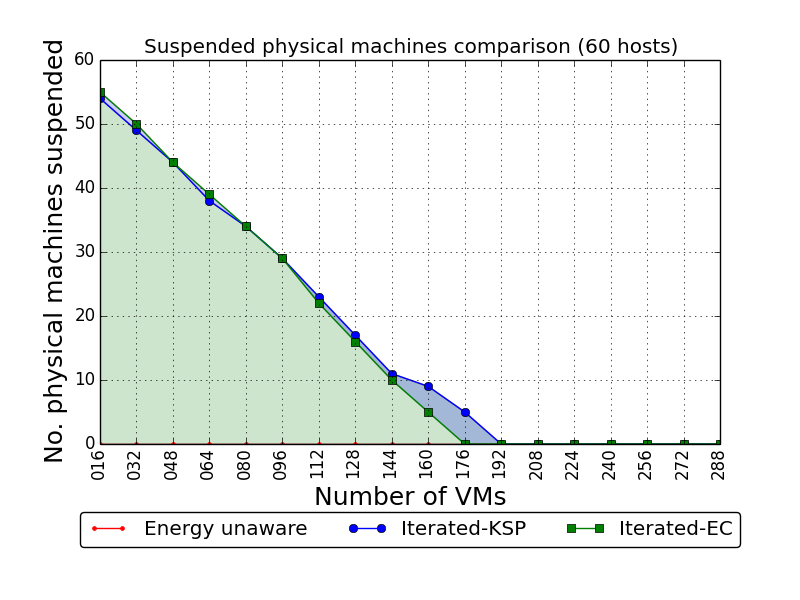 Suspended physical machines comparison (60 hosts)
No. physical machines suspended
60
50
40
30
20
10
0
016 032 048 064 080 096 112 128 144 160 176 192 208 224 240 256 272 288
Number of VMs
Energy unaware Iterated-KSP Iterated-EC